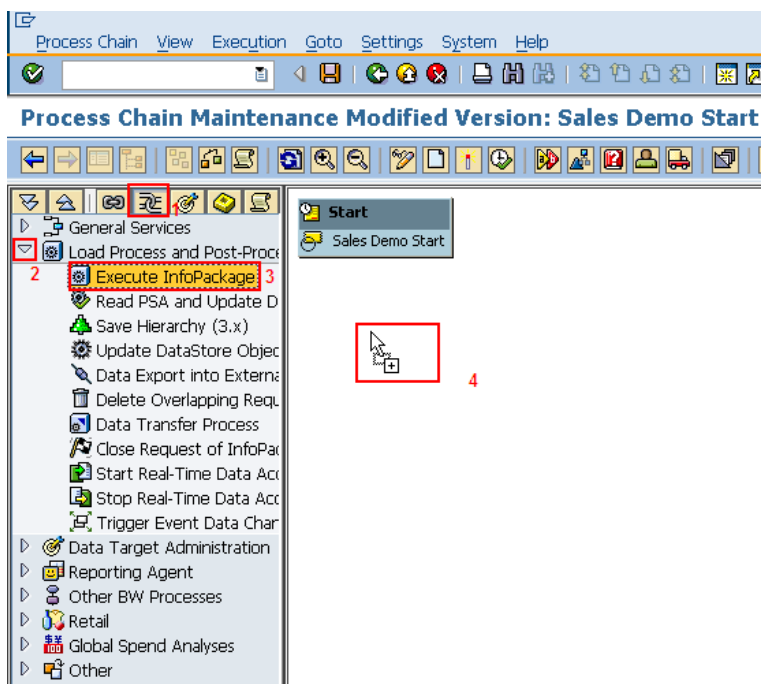 Process Chain View Execution Goto Settings System Help
Process Chain Maintenance Modified Version: Sales Demo Start
1
General Services
2
Load Process and Post-Proce
Execute InfoPackage 3
Read PSA and Update D
Save Hierarchy (3.x)
Update DataStore Objec
Data Export into Externa
Delete Overlapping Requ
Data Transfer Process
Close Request of InfoPac
Start Real-Time Data Acc
Stop Real-Time Data Acc
Trigger Event Data Char
Data Target Administration
Reporting Agent
Other BW Processes
Retail
Global Spend Analyses
Other
Start
Sales Demo Start
4